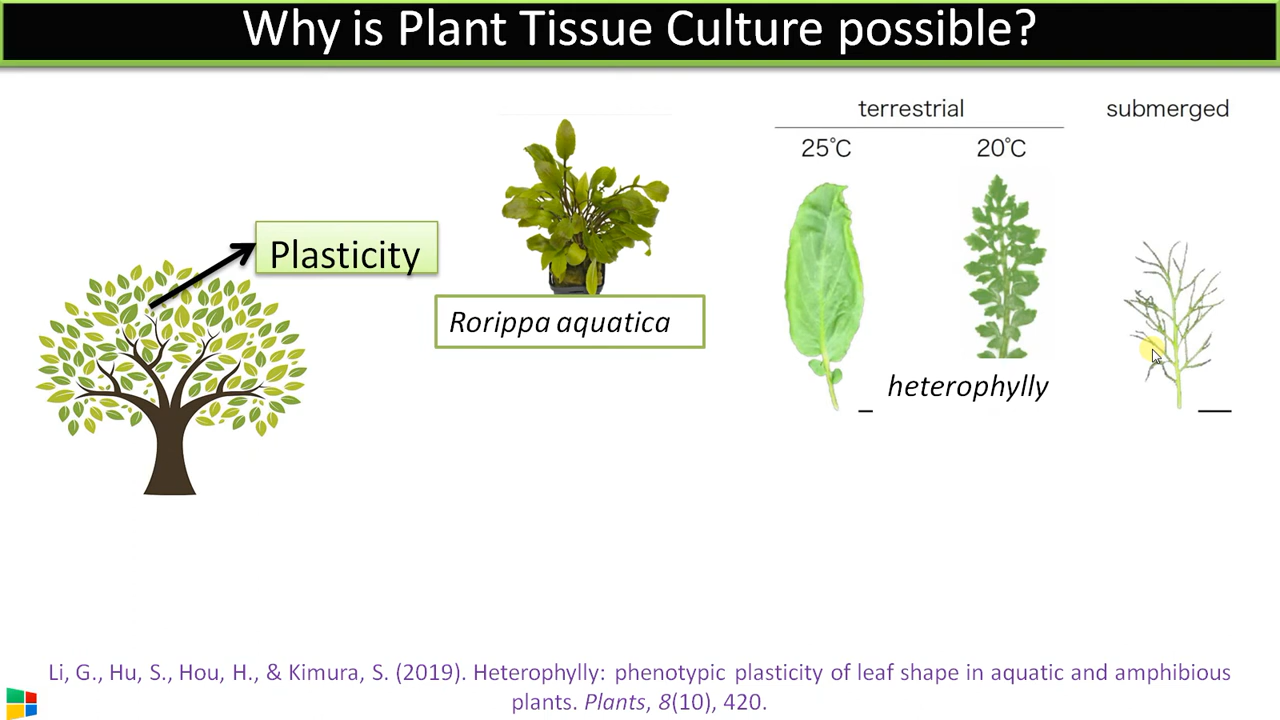 Why is Plant Tissue Culture possible?
terrestrial
submerged
25°C
20°C
Plasticity
Rorippa aquatica
heterophylly
Li, G., Hu, S., Hou, H., & Kimura, S. (2019). Heterophylly: phenotypic plasticity of leaf shape in aquatic and amphibious
plants. Plants, 8(10), 420.